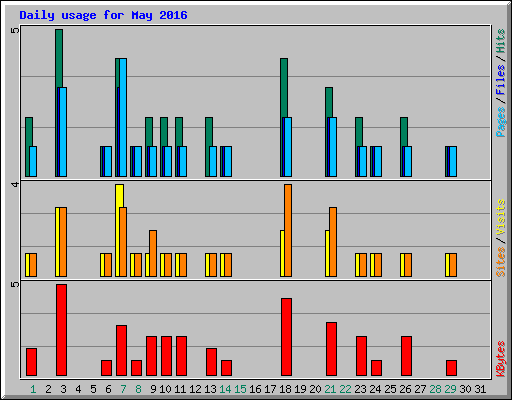 Daily usage for May 2016
5
Pages / Files / Hits
4
Sites / Visits
5
KBytes
1 2 3 4 5 6 7 8 9 10 11 12 13 14 15 16 17 18 19 20 21 22 23 24 25 26 27 28 29 30 31